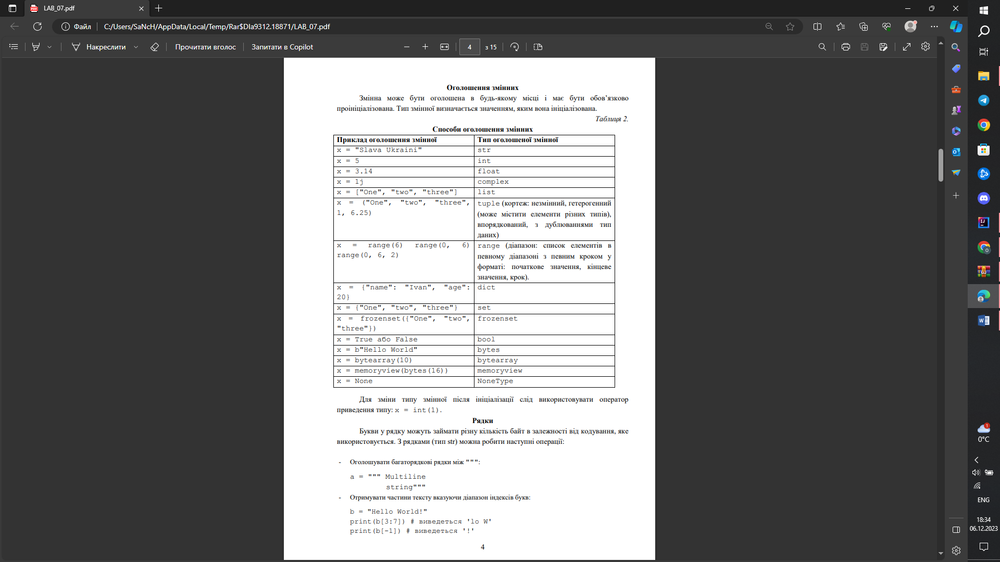 LAB_07.pdf
Файл
C:/Users/SaNcH/AppData/Local/Temp/Rar$DIa9312.18871/LAB_07.pdf
Накреслити
Прочитати вголос
Запитати в Copilot
4
з 15
Оголошення змінних
Змінна може бути оголошена в будь-якому місці і має бути обов’язково
проініціалізована. Тип змінної визначається значенням, яким вона ініціалізована.
Таблиця 2.
Способи оголошення змінних
Приклад оголошення змінної Тип оголошеної змінної
x = "Slava Ukraini" str
x = 5 int
x = 3.14 float
x = 1j complex
x = ["One", "two", "three"] list
x = ("One", "two", "three",
1, 6.25)
tuple (кортеж: незмінний, гетерогенний
(може містити елементи різних типів),
впорядкований, з дублюваннями тип
даних)
x = range(6) range(0, 6)
range(0, 6, 2)
range (діапазон: список елементів в
певному діапазоні з певним кроком у
форматі: початкове значення, кінцеве
значення, крок).
x = {"name": "Ivan", "age":
20}
dict
x = {"One", "two", "three"} set
x = frozenset({"One", "two",
"three"})
frozenset
x = True або False bool
x = b"Hello World" bytes
x = bytearray(10) bytearray
x = memoryview(bytes(16)) memoryview
x = None NoneType
Для зміни типу змінної після ініціалізації слід використовувати оператор
приведення типу: x = int(1).
Рядки
Букви у рядку можуть займати різну кількість байт в залежності від кодування, яке
використовується. З рядками (тип str) можна робити наступні операції:
- Оголошувати багаторядкові рядки між """:
a = """ Multiline
string"""
- Отримувати частини тексту вказуючи діапазон індексів букв:
b = "Hello World!"
print(b[3:7]) # виведеться 'lo W'
print(b[-1]) # виведеться '!'
4
1
0°C
ENG
18:34
06.12.2023